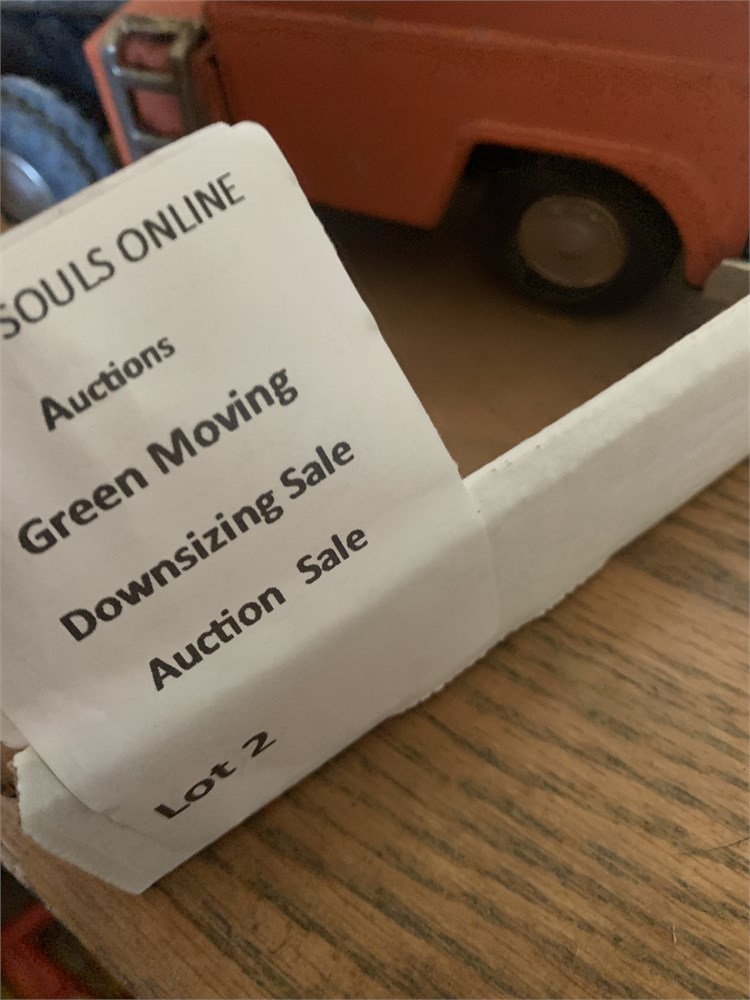 SOULS ONLINE
Auctions
Green Moving
Downsizing Sale
Auction Sale
Lot 2